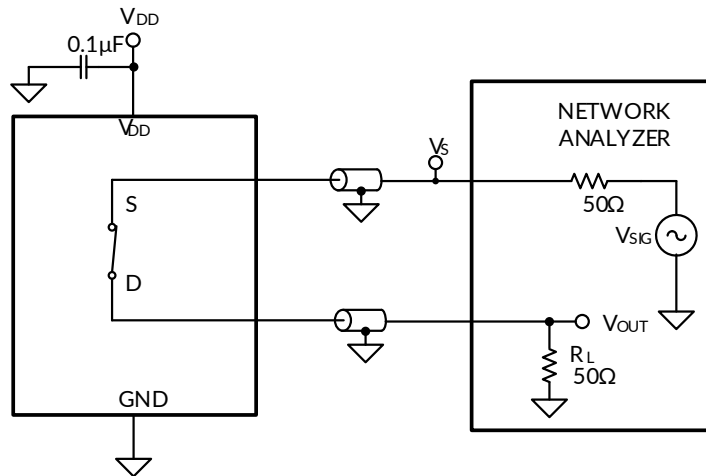 VDD
0.1µF
VDD
NETWORK
ANALYZER
VS
S
50Ω
VSIG
D
VOUT
RL
50Ω
GND